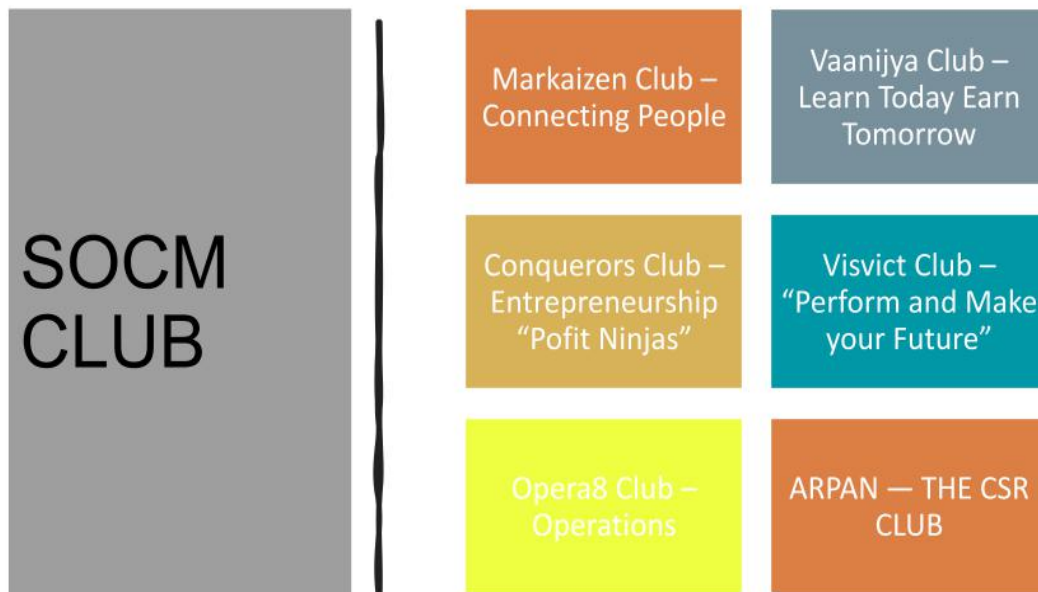 SOCM
CLUB
Markaizen Club –
Connecting People
Vaanijya Club –
Learn Today Earn
Tomorrow
Conquerors Club –
Entrepreneurship
“Pofit Ninjas”
Visvict Club –
“Perform and Make
your Future”
Opera8 Club –
Operations
ARPAN — THE CSR
CLUB